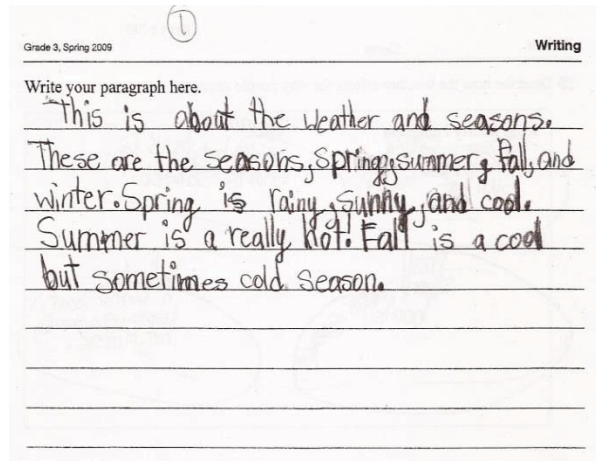 1
Grade 3, Spring 2009
Writing
Write your paragraph here.
This is about the weather and seasons.
These are the seasons, Spring, summer, Fall, and
winter. Spring is rainy, Sunny, and cool.
Summer is a really hot! Fall is a cool
but sometimes cold season.